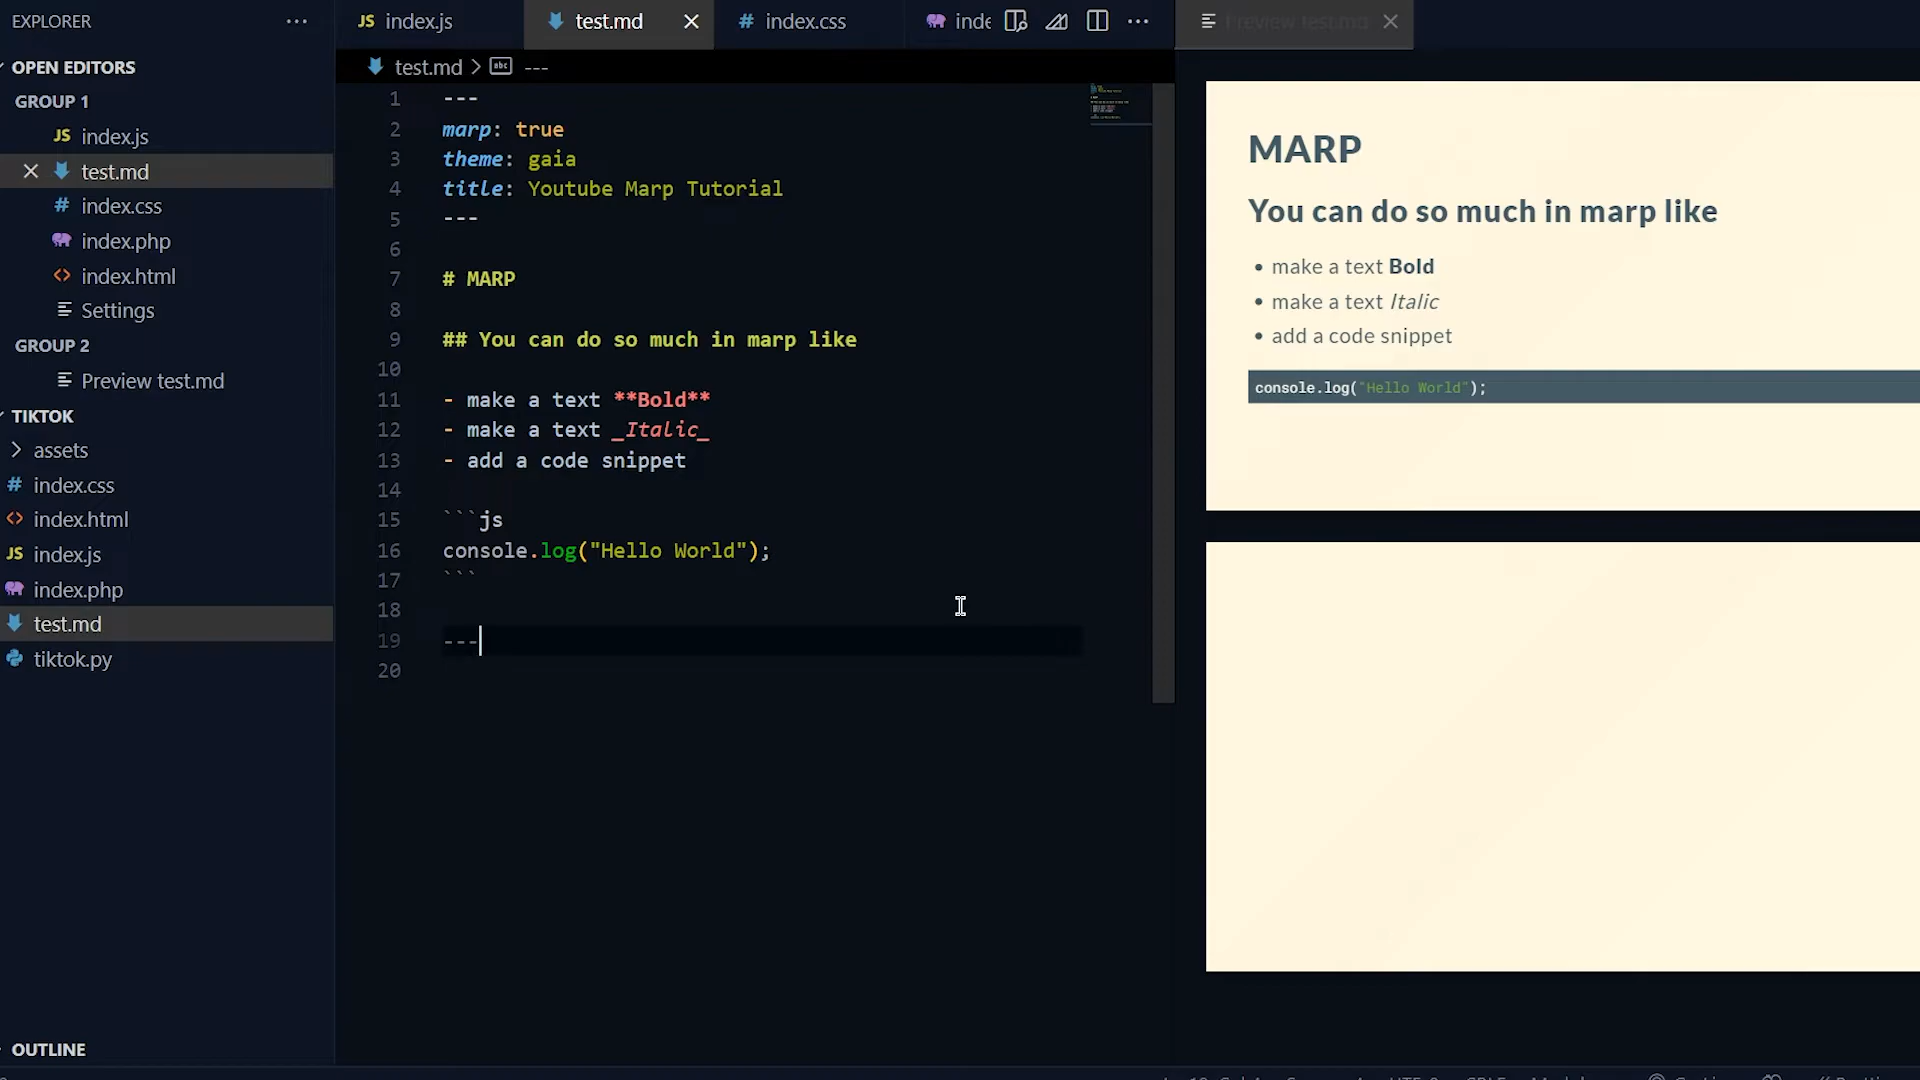 EXPLORER
OPEN EDITORS
GROUP 1
JS index.js
test.md
# index.css
index.php
<> index.html
Settings
GROUP 2
Preview test.md
TIKTOK
assets
# index.css
<> index.html
JS index.js
index.php
test.md
tiktok.py
OUTLINE
JS index.js
test.md
# index.css
inde
test.md > abc ---
1 ---
2 marp: true
3 theme: gaia
4 title: Youtube Marp Tutorial
5 ---
6
7 # MARP
8
9 ## You can do so much in marp like
10
11 - make a text **Bold**
12 - make a text _Italic_
13 - add a code snippet
14
15 ```js
16 console.log("Hello World");
17 ```
18
19 ---
20
Preview test.md
MARP
You can do so much in marp like
• make a text Bold
• make a text Italic
• add a code snippet
console.log("Hello World");